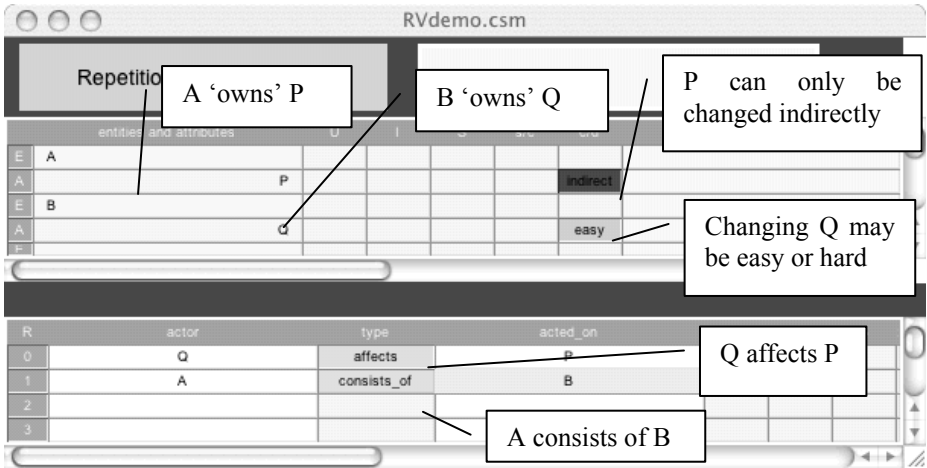 RVdemo.csm
Repetitio
A ‘owns’ P
B ‘owns’ Q
P can only be
changed indirectly
entities and attributes
E A
A P indirect
E B
A Q easy
E
Changing Q may
be easy or hard
R actor type acted_on
0 Q affects P
1 A consists_of B
2
3
Q affects P
A consists of B